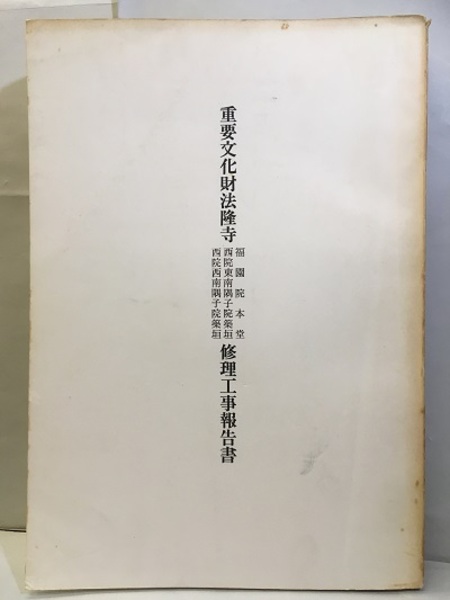 重要文化財法隆寺
福園院本堂
西院東南隅子院築垣
西院西南隅子院築垣
修理工事報告書